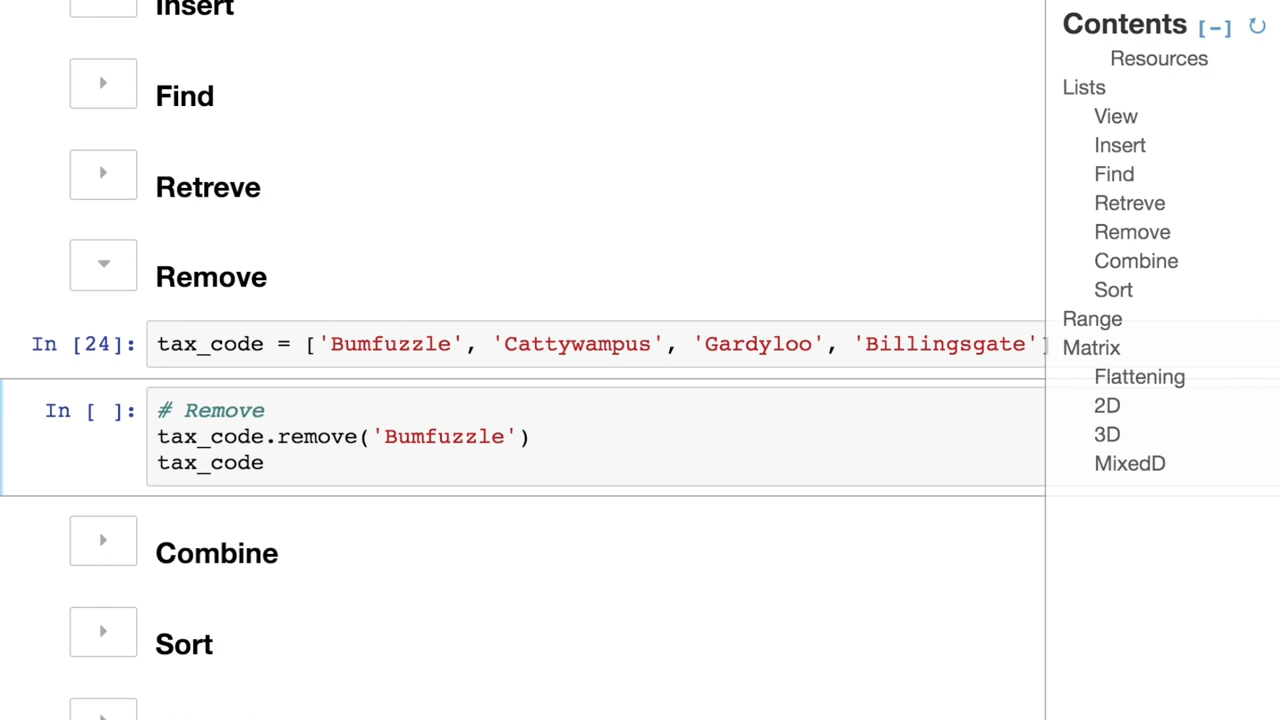 Insert
Find
Retreve
Remove
In [24]: tax_code = ['Bumfuzzle', 'Cattywampus', 'Gardyloo', 'Billingsgate']
In [ ]: # Remove
tax_code.remove('Bumfuzzle')
tax_code
Combine
Sort
Contents [-] ↻
Resources
Lists
View
Insert
Find
Retreve
Remove
Combine
Sort
Range
Matrix
Flattening
2D
3D
MixedD